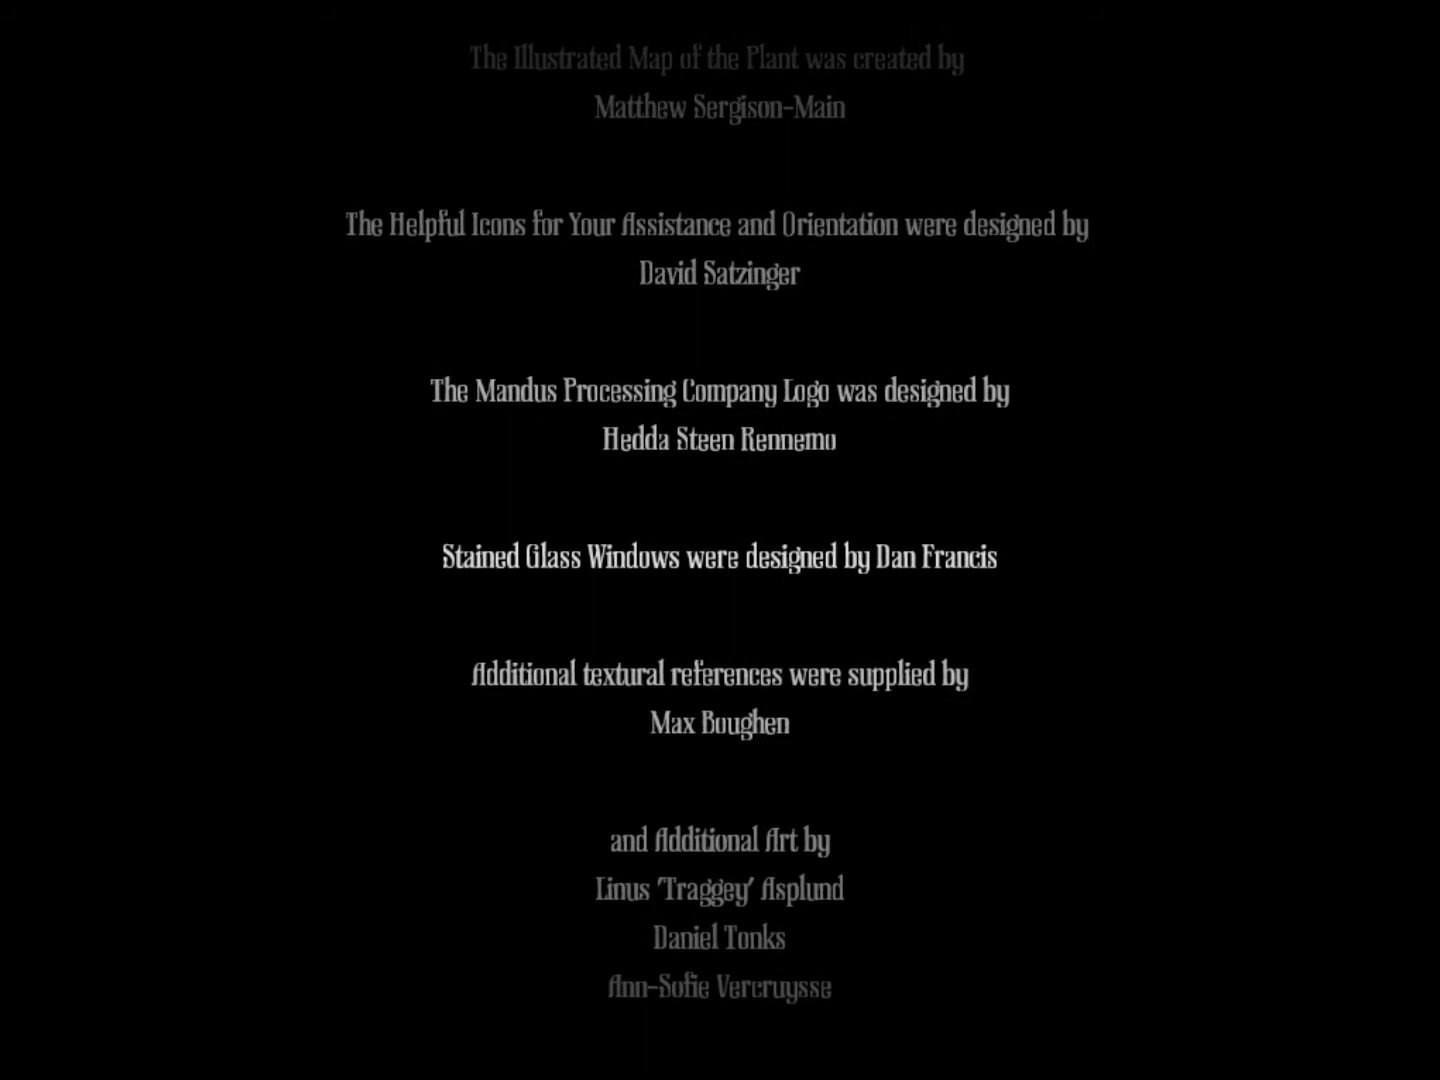 The Illustrated Map of the Plant was created by
Matthew Sergison-Main
The Helpful Icons for Your Assistance and Orientation were designed by
David Satzinger
The Mandus Processing Company Logo was designed by
Hedda Steen Rennemo
Stained Glass Windows were designed by Dan Francis
Additional textural references were supplied by
Max Boughen
and Additional Art by
Linus 'Traggey' Asplund
Daniel Tonks
Ann-Sofie Vercruysse